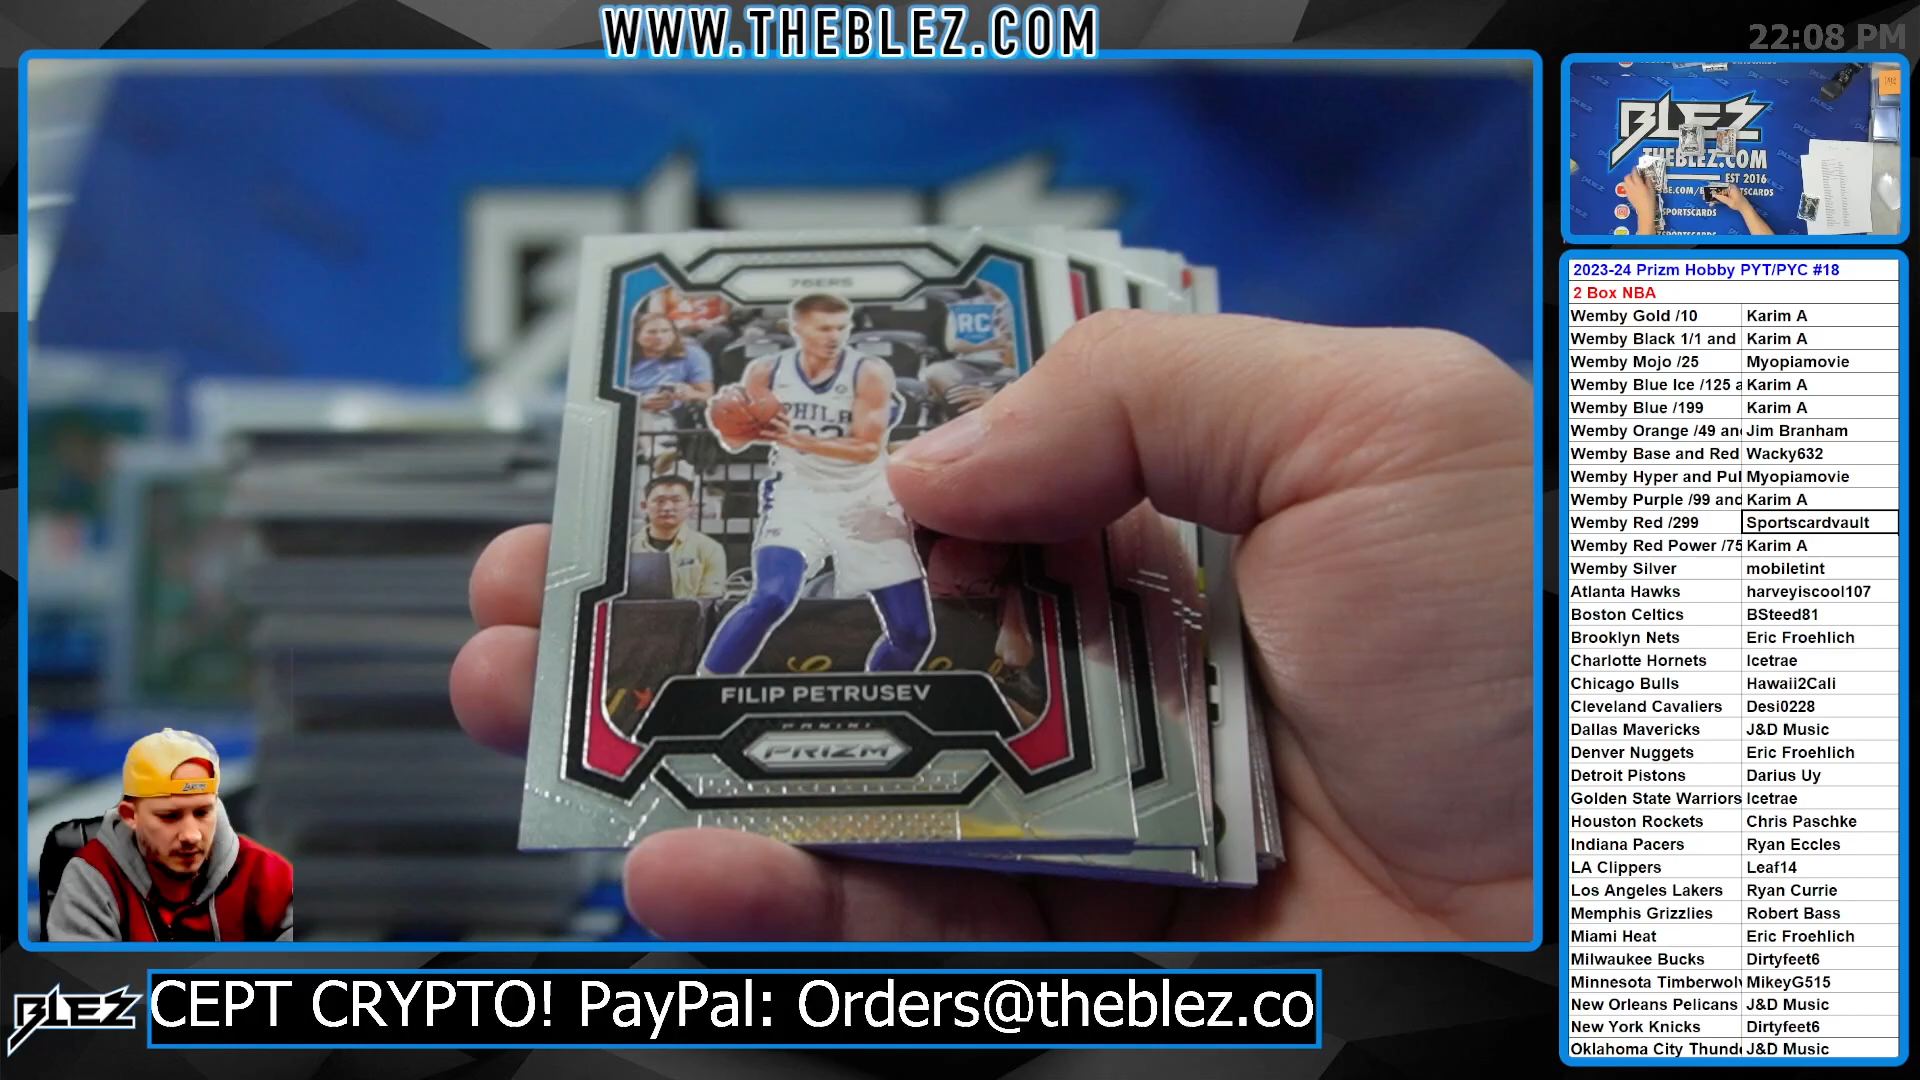 WWW.THEBLEZ.COM
22:08 PM
BLEZ
THEBLEZ.COM
EST 2016
SPORTSCARDS
76ERS
RC
PHILA
FILIP PETRUSEV
PANINI
PRIZM
2023-24 Prizm Hobby PYT/PYC #18
2 Box NBA
Wemby Gold /10 Karim A
Wemby Black 1/1 and Karim A
Wemby Mojo /25 Myopiamovie
Wemby Blue Ice /125 a Karim A
Wemby Blue /199 Karim A
Wemby Orange /49 an Jim Branham
Wemby Base and Red Wacky632
Wemby Hyper and Pul Myopiamovie
Wemby Purple /99 and Karim A
Wemby Red /299 Sportscardvault
Wemby Red Power /75 Karim A
Wemby Silver mobiletint
Atlanta Hawks harveyiscool107
Boston Celtics BSteed81
Brooklyn Nets Eric Froehlich
Charlotte Hornets Icetrae
Chicago Bulls Hawaii2Cali
Cleveland Cavaliers Desi0228
Dallas Mavericks J&D Music
Denver Nuggets Eric Froehlich
Detroit Pistons Darius Uy
Golden State Warriors Icetrae
Houston Rockets Chris Paschke
Indiana Pacers Ryan Eccles
LA Clippers Leaf14
Los Angeles Lakers Ryan Currie
Memphis Grizzlies Robert Bass
Miami Heat Eric Froehlich
Milwaukee Bucks Dirtyfeet6
Minnesota Timberwol MikeyG515
New Orleans Pelicans J&D Music
New York Knicks Dirtyfeet6
Oklahoma City Thund J&D Music
BLEZ
CEPT CRYPTO! PayPal: Orders@theblez.co